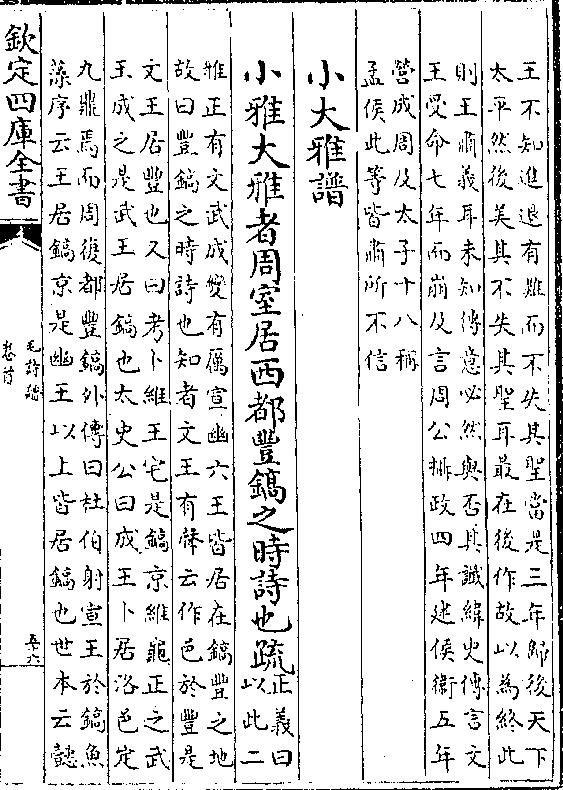 王不知進退有難而不失其聖當是三年歸後天下
太平然後美其不失其聖耳最在後作故以為終此
則王肅義耳未知傳意必然與否其讖緯史傳言文
王受命七年而崩及言周公攝政四年建侯衛五年
營成周及太子十八稱
孟侯此等皆肅所不信
小大雅譜
小雅大雅者周室居西都豐鎬之時詩也疏正義曰
以此二
雅正有文武成變有厲宣幽六王皆居在鎬豐之地
故曰豐鎬之時詩也知者文王有聲云作邑於豐是
文王居豐也又曰考卜維王宅是鎬京維龜正之武
王成之是武王居鎬也太史公曰成王卜居洛邑定
九鼎焉而周復都豐鎬外傳曰杜伯射宣王於鎬魚
藻序云王居鎬京是幽王以上皆居鎬也世本云懿
欽定四庫全書
毛詩疏